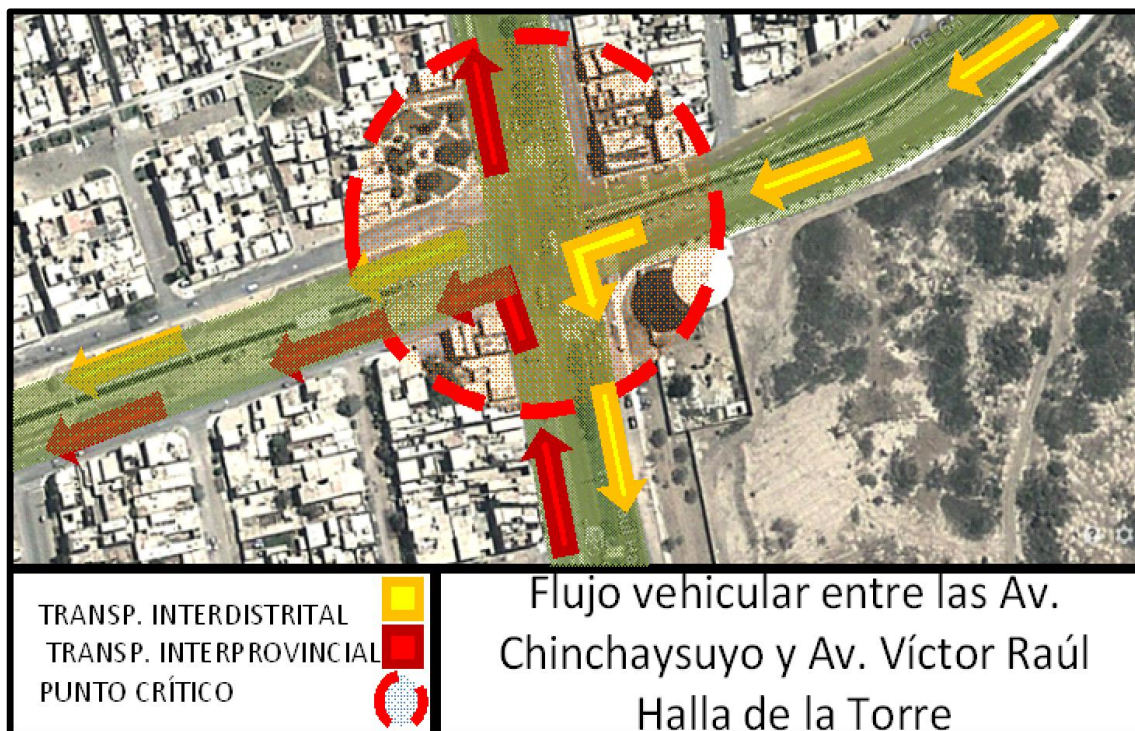 TRANSP. INTERDISTRITAL
TRANSP. INTERPROVINCIAL
PUNTO CRÍTICO
Flujo vehicular entre las Av.
Chinchaysuyo y Av. Víctor Raúl
Halla de la Torre